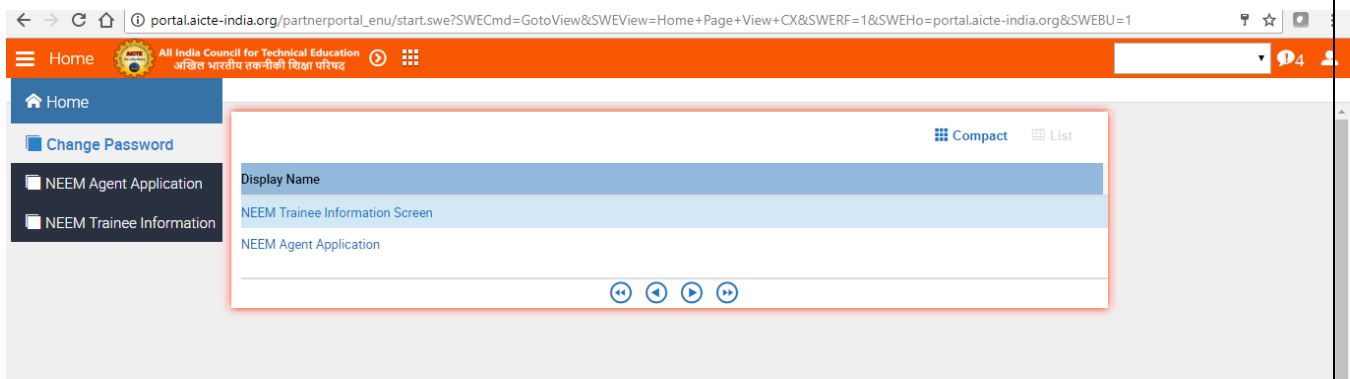 portal.aicte-india.org/partnerportal_enu/start.swe?SWECmd=GotoView&SWEView=Home+Page+View+CX&SWERF=1&SWEHo=portal.aicte-india.org&SWEBU=1
Home
All India Council for Technical Education
अखिल भारतीय तकनीकी शिक्षा परिषद
4
Home
Change Password
NEEM Agent Application
NEEM Trainee Information
Compact
List
Display Name
NEEM Trainee Information Screen
NEEM Agent Application